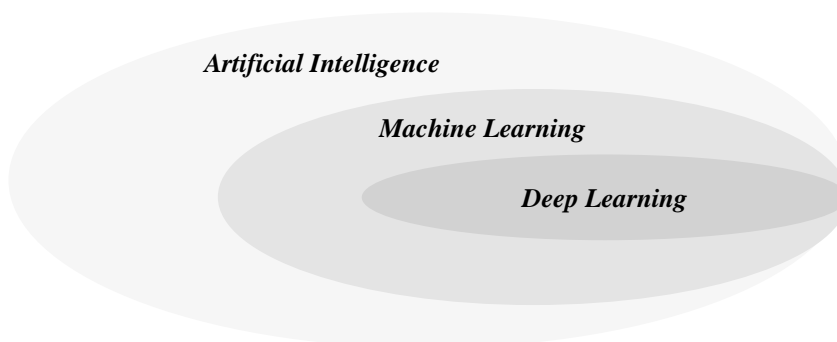 Artificial Intelligence
Machine Learning
Deep Learning